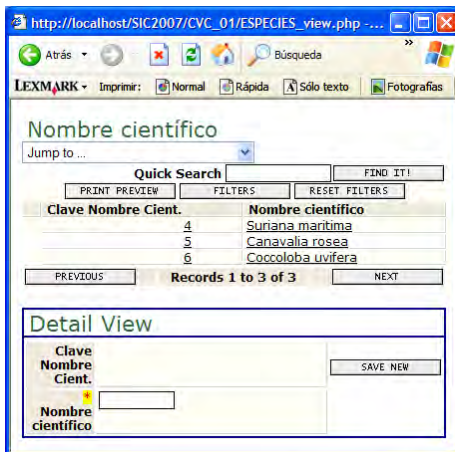 http://localhost/SIC2007/CVC_01/ESPECIES_view.php - ...
Atrás Búsqueda »
LEXMARK Imprimir: Normal Rápida A Sólo texto Fotografías
Nombre científico
Jump to ...
Quick Search FIND IT!
PRINT PREVIEW FILTERS RESET FILTERS
Clave Nombre Cient. Nombre científico
4 Suriana maritima
5 Canavalia rosea
6 Coccoloba uvifera
PREVIOUS Records 1 to 3 of 3 NEXT
Detail View
Clave
Nombre
Cient.
SAVE NEW
*
Nombre
científico